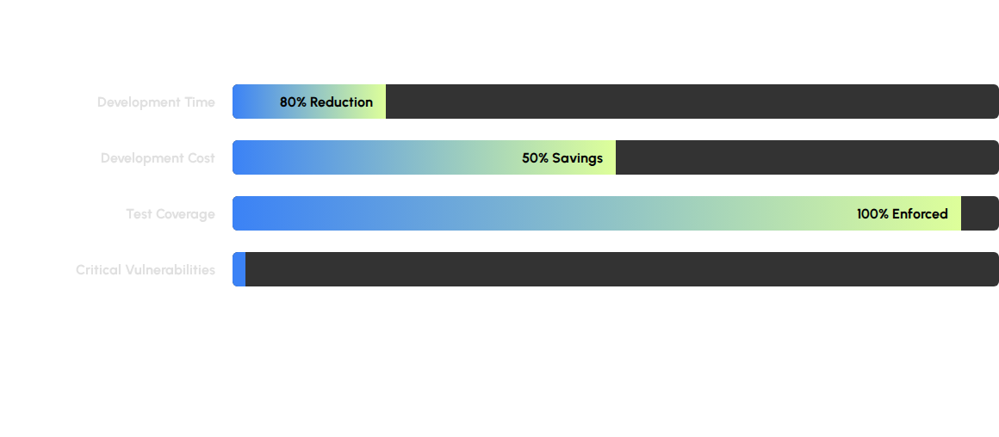 Development Time 80% Reduction
Development Cost 50% Savings
Test Coverage 100% Enforced
Critical Vulnerabilities